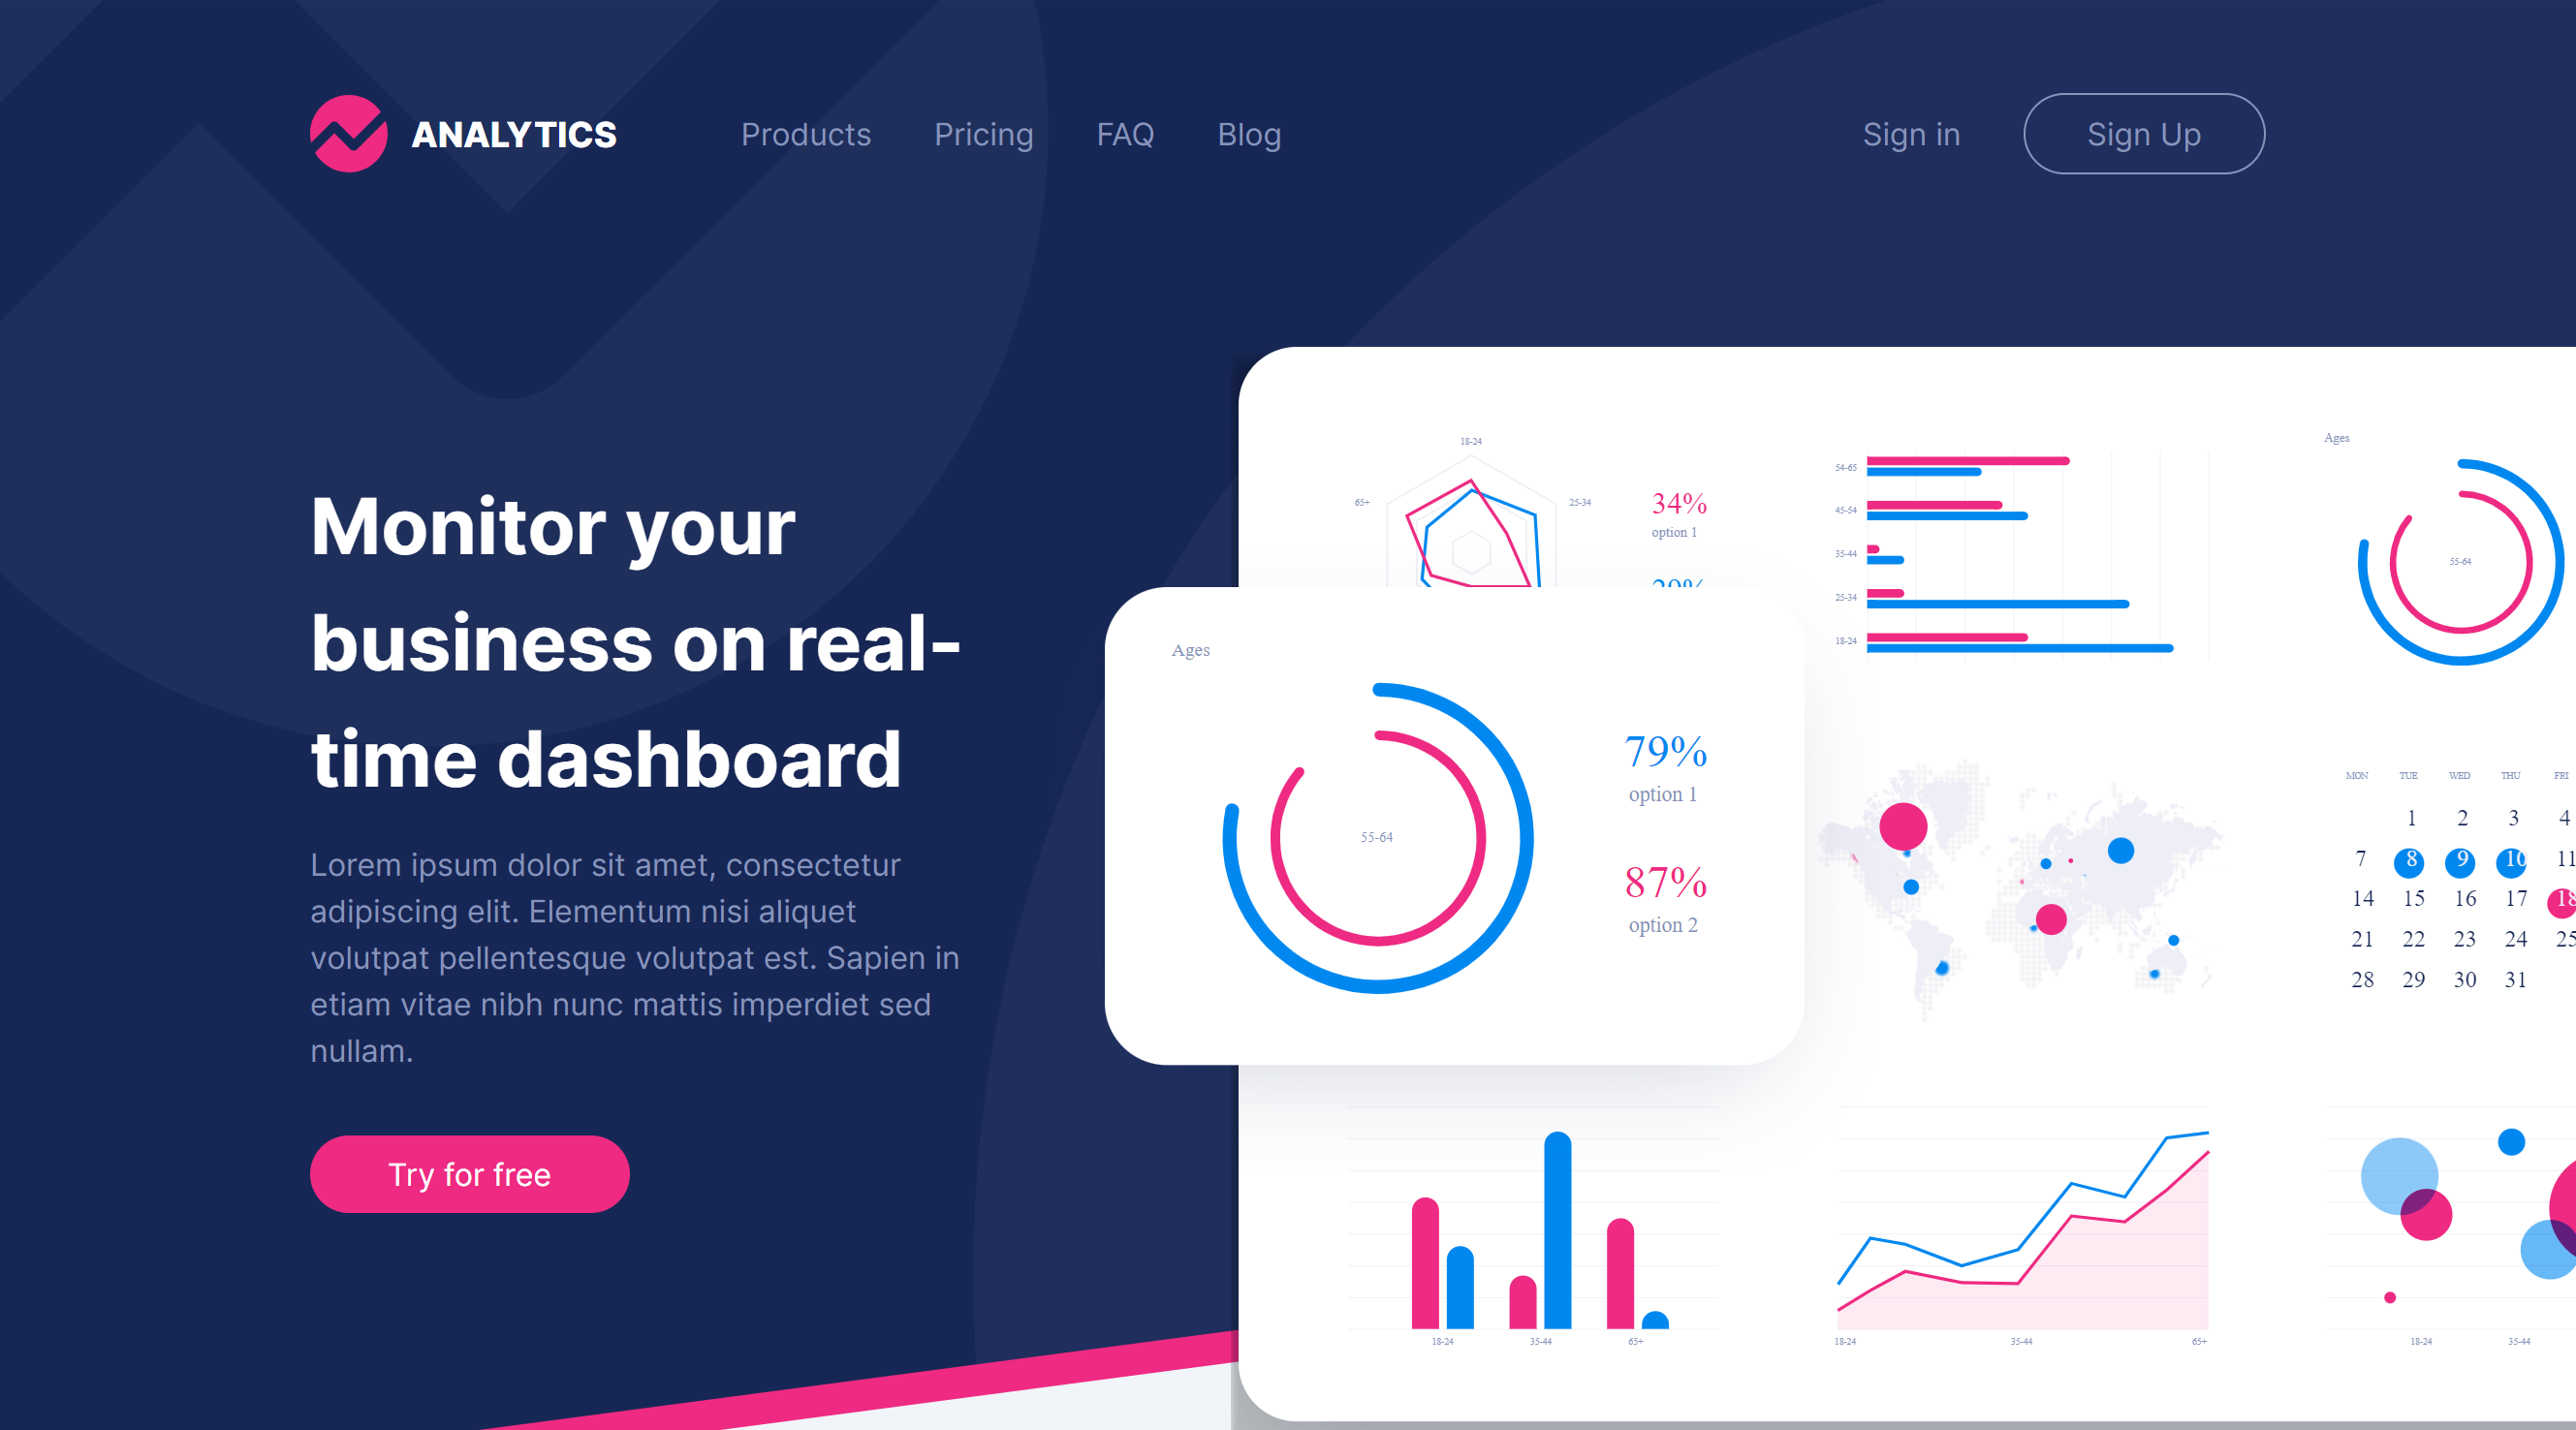 ANALYTICS
Products Pricing FAQ Blog
Sign in Sign Up
Monitor your
business on real-
time dashboard
Lorem ipsum dolor sit amet, consectetur
adipiscing elit. Elementum nisi aliquet
volutpat pellentesque volutpat est. Sapien in
etiam vitae nibh nunc mattis imperdiet sed
nullam.
Try for free
18-24
65+
25-34
34%
option 1
54-65
45-54
35-44
25-34
18-24
Ages
55-64
Ages
55-64
79%
option 1
87%
option 2
MON TUE WED THU FRI
1 2 3 4
7 8 9 10 11
14 15 16 17 18
21 22 23 24 25
28 29 30 31
18-24 35-44 65+
18-24 35-44 65+
18-24 35-44